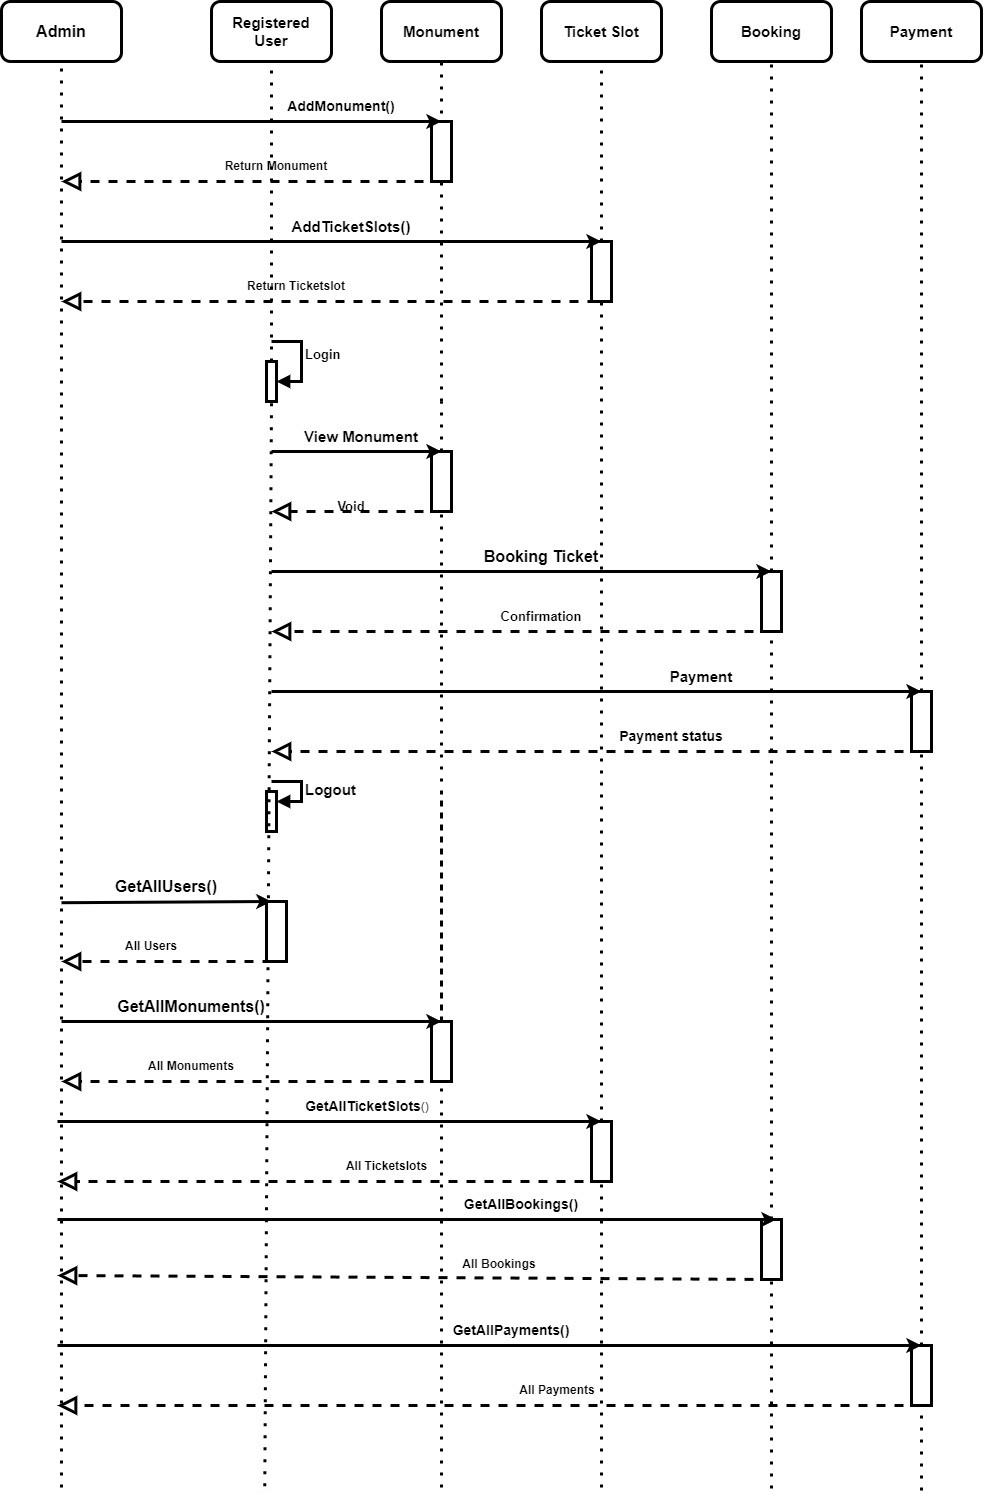 Admin
Registered
User
Monument
Ticket Slot
Booking
Payment
AddMonument()
Return Monument
AddTicketSlots()
Return Ticketslot
Login
View Monument
Void
Booking Ticket
Confirmation
Payment
Payment status
Logout
GetAllUsers()
All Users
GetAllMonuments()
All Monuments
GetAllTicketSlots()
All Ticketslots
GetAllBookings()
All Bookings
GetAllPayments()
All Payments